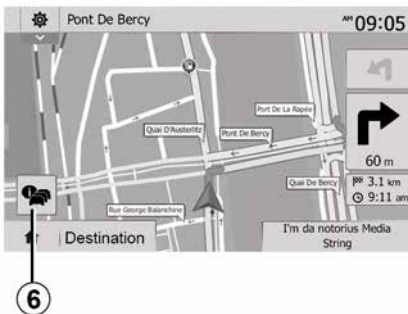 Pont De Bercy
AM 09:05
Port De La Rapée
Quai D'Austerlitz
Pont De Bercy
60 m
Quai De Bercy
3.1 km
9:11 am
Rue George Balanchine
Destination
I'm da notorius Media
String
6